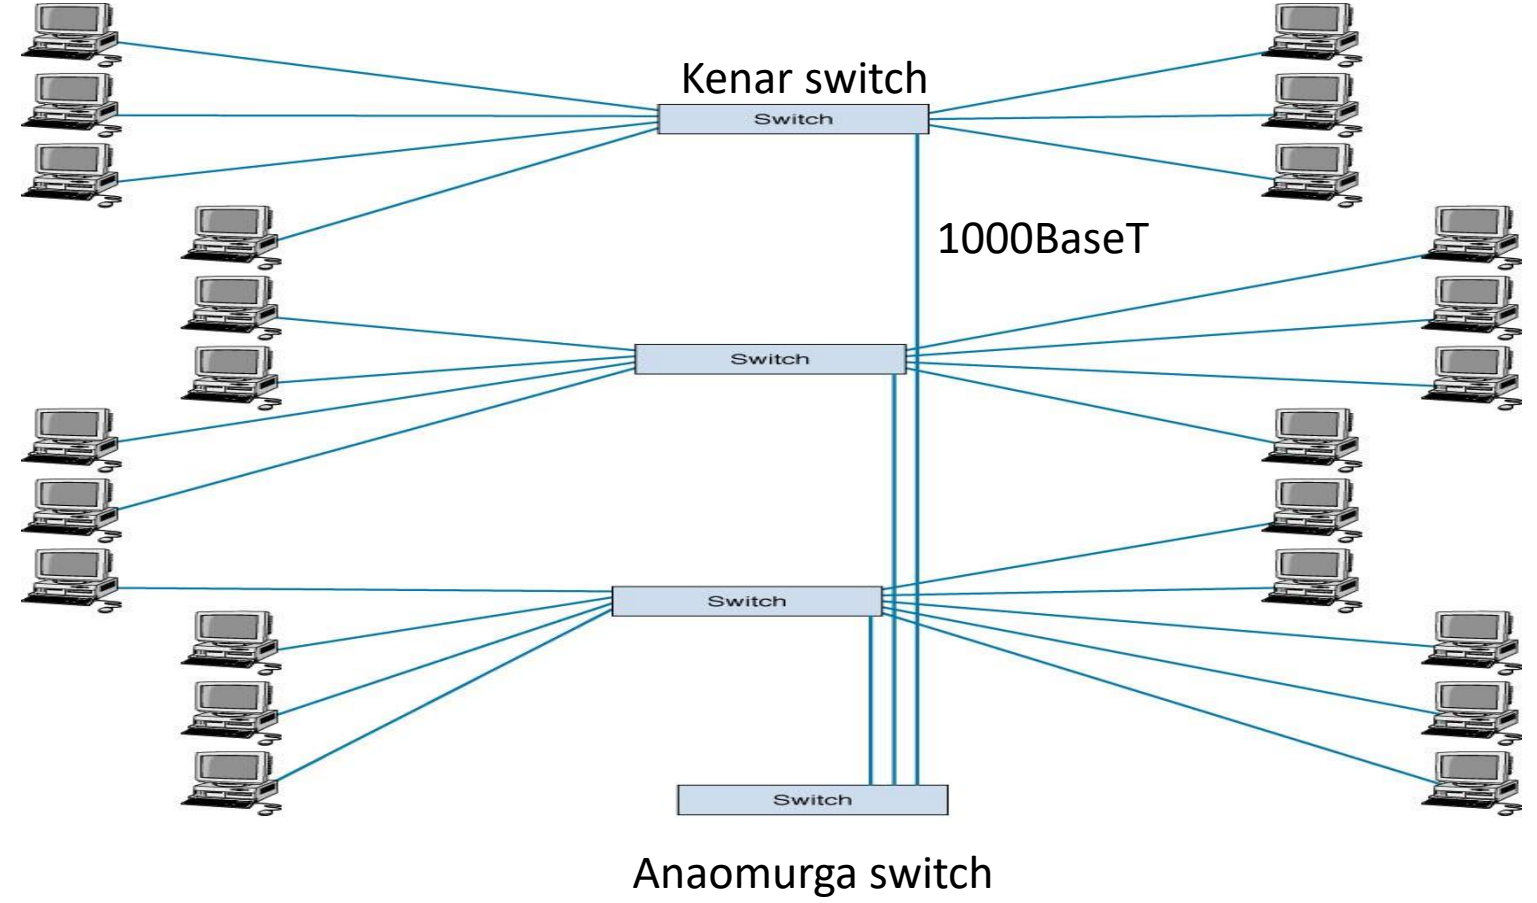 Kenar switch
Switch
1000BaseT
Switch
Switch
Switch
Anaomurga switch